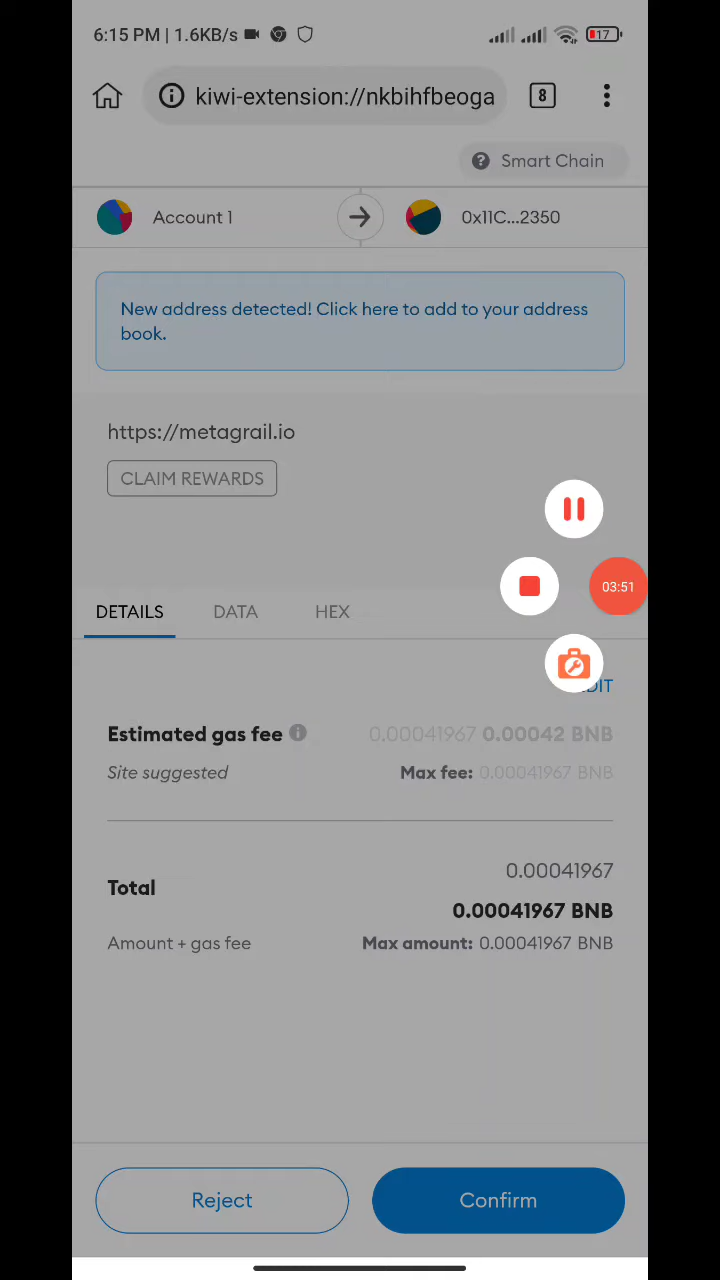 6:15 PM | 1.6KB/s 17
kiwi-extension://nkbihfbeoga 8
Smart Chain
Account 1 0x11C...2350
New address detected! Click here to add to your address
book.
https://metagrail.io
CLAIM REWARDS
03:51
DETAILS DATA HEX
DIT
Estimated gas fee 0.00041967 0.00042 BNB
Site suggested Max fee: 0.00041967 BNB
0.00041967
Total
0.00041967 BNB
Amount + gas fee Max amount: 0.00041967 BNB
Reject Confirm